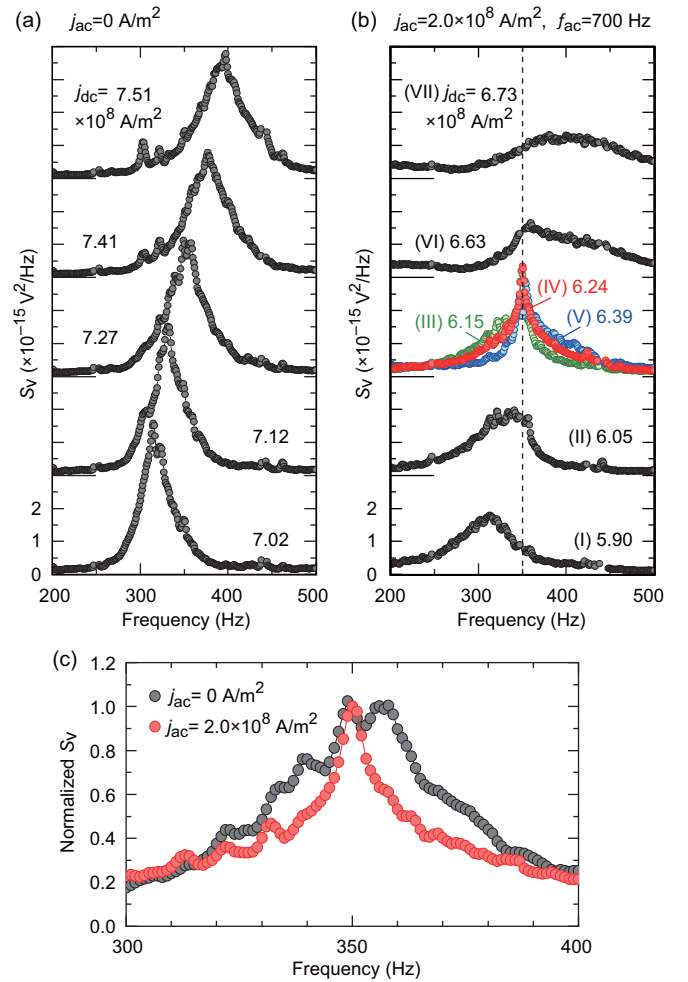 (a) jac=0 A/m²
(b) jac=2.0×10⁸ A/m², fac=700 Hz
jdc= 7.51
×10⁸ A/m²
7.41
7.27
7.12
7.02
2
1
0
200 300 400 500
Frequency (Hz)
SV (×10⁻¹⁵ V²/Hz)
(VII) jdc= 6.73
×10⁸ A/m²
(VI) 6.63
(IV) 6.24
(III) 6.15
(V) 6.39
(II) 6.05
(I) 5.90
2
1
0
200 300 400 500
Frequency (Hz)
SV (×10⁻¹⁵ V²/Hz)
(c)
jac= 0 A/m²
jac= 2.0×10⁸ A/m²
1.2
1.0
0.8
0.6
0.4
0.2
0.0
300 350 400
Frequency (Hz)
Normalized SV